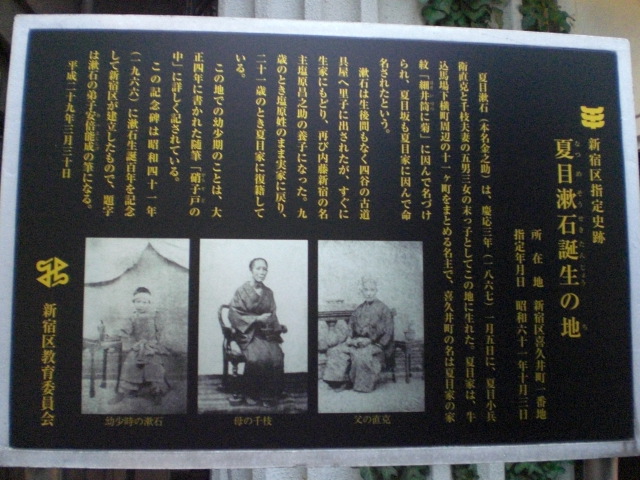 新宿区指定史跡
夏目漱石誕生の地
なつめそうせきたんじょうち
所在地 新宿区喜久井町一番地
指定年月日 昭和六十一年十月三日
夏目漱石（本名金之助）は、慶応三年（一八六七）一月五日に、夏目小兵
衛直克と千枝夫妻の五男三女の末っ子としてこの地に生れた。夏目家は、牛
込馬場下横町周辺の十一ヶ町をまとめる名主で、喜久井町の名は夏目家の家
紋「細井筒に菊」に因んで名づけ
られ、夏目坂も夏目家に因んで命
名されたという。
漱石は生後間もなく四谷の古道
具屋へ里子に出されたが、すぐに
生家にもどり、再び内藤新宿の名
主塩原昌之助の養子になった。九
歳のとき塩原姓のまま実家に戻り、
二十一歳のとき夏目家に復籍して
いる。
この地での幼少期のことは、大
正四年に書かれた随筆「硝子戸の
中」に詳しく記されている。
この記念碑は昭和四十一年
（一九六六）に漱石生誕百年を記念
して新宿区が建立したもので、題字
は漱石の弟子安倍能成の筆になる。
平成二十九年三月三十日
新宿区教育委員会
父の直克
母の千枝
幼少時の漱石